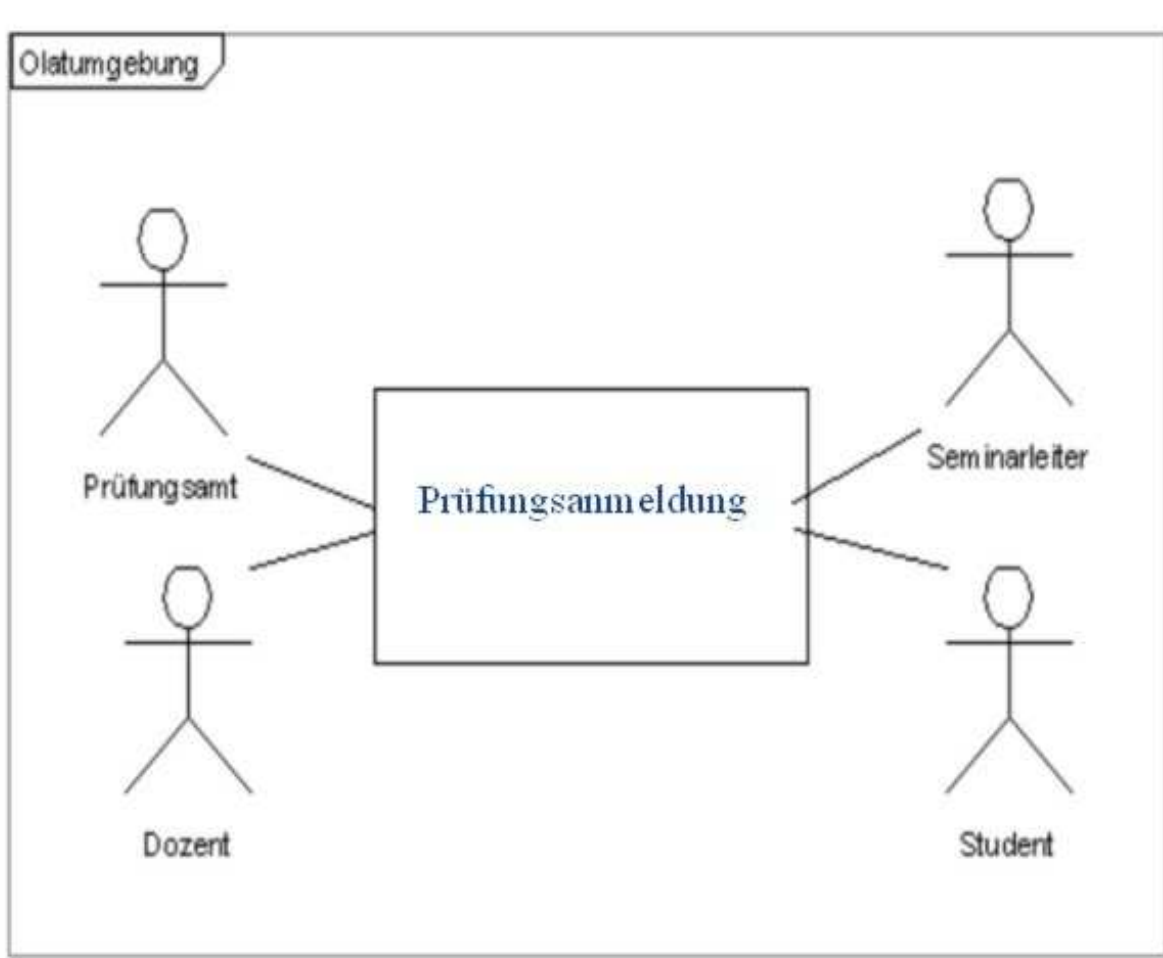 Olatumgebung
Seminarleiter
Prüfungsamt
Prüfungsanmeldung
Dozent
Student